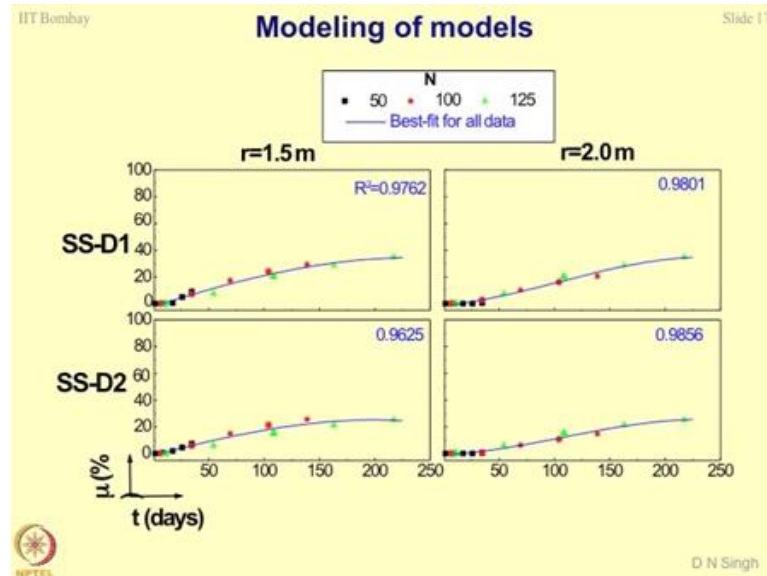 IIT Bombay
Modeling of models
Slide 17
N
50 100 125
Best-fit for all data
r=1.5 m r=2.0 m
SS-D1
100
80
60
40
20
0
R²=0.9762
0.9801
SS-D2
100
80
60
40
20
0
0.9625
0.9856
50 100 150 200 250
50 100 150 200 250
μ (%
t (days)
NPTEL
D N Singh